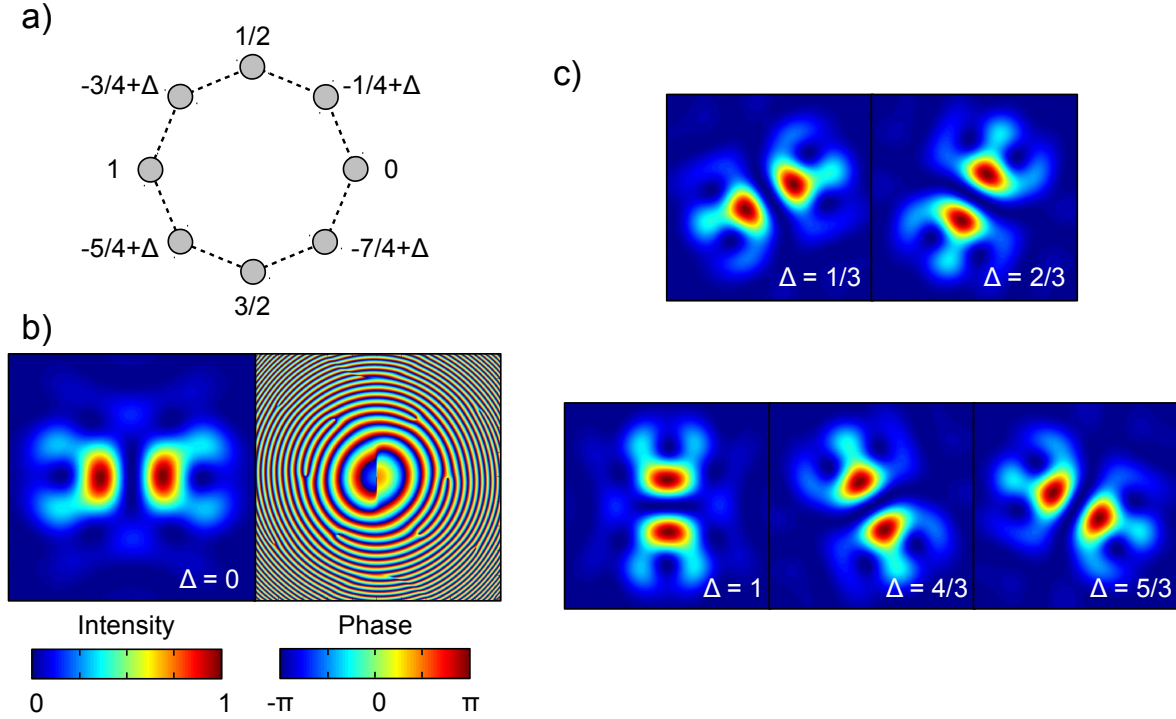 a)
1/2
-3/4+Δ
-1/4+Δ
1
0
-5/4+Δ
-7/4+Δ
3/2
b)
Δ = 0
Intensity
Phase
0
1
-π
0
π
c)
Δ = 1/3
Δ = 2/3
Δ = 1
Δ = 4/3
Δ = 5/3